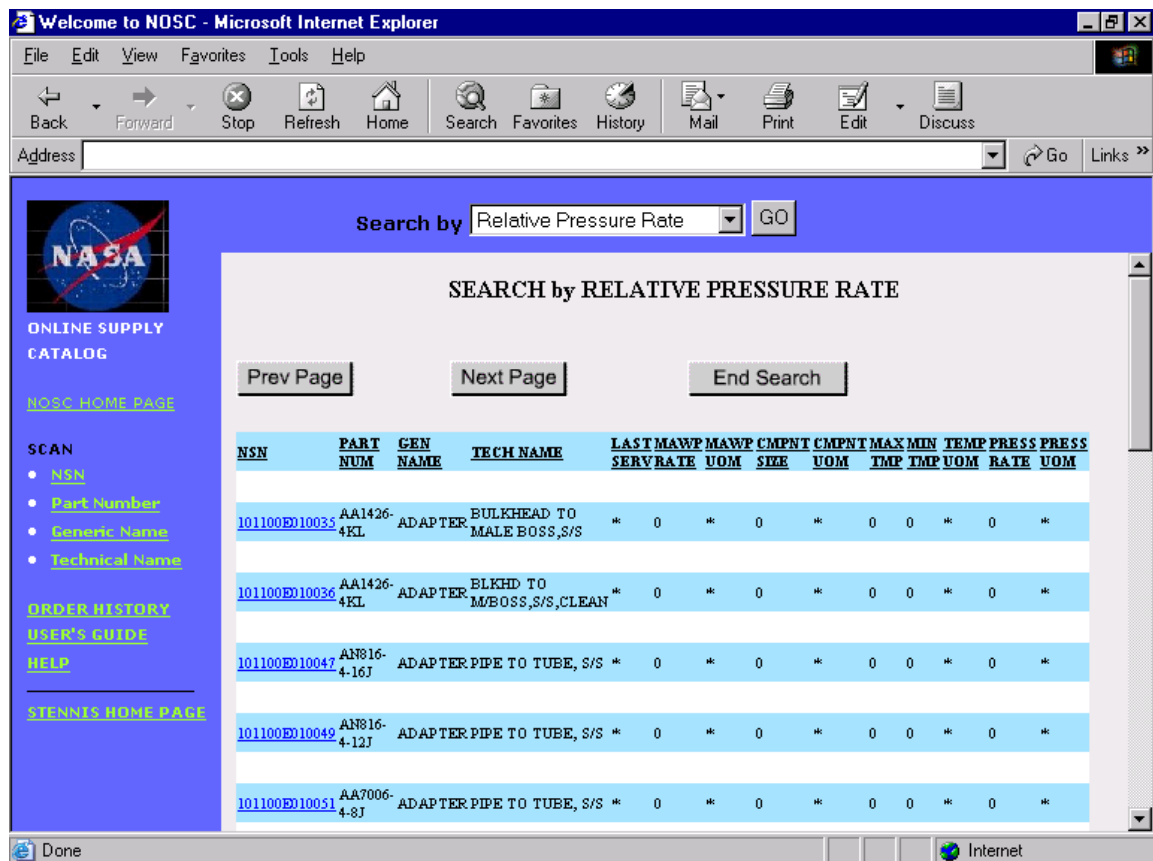 Welcome to NOSC - Microsoft Internet Explorer
File Edit View Favorites Tools Help
Back Forward Stop Refresh Home Search Favorites History Mail Print Edit Discuss
Address Go Links »
NASA
ONLINE SUPPLY
CATALOG
NOSC HOME PAGE
SCAN
• NSN
• Part Number
• Generic Name
• Technical Name
ORDER HISTORY
USER'S GUIDE
HELP
STENNIS HOME PAGE
Search by Relative Pressure Rate GO
SEARCH by RELATIVE PRESSURE RATE
Prev Page Next Page End Search
NSN PART NUM GEN NAME TECH NAME LAST SERV MAWP RATE MAWP UOM CMPNT SIZE CMPNT UOM MAX TMP MIN TMP TEMP UOM PRESS RATE PRESS UOM
101100E010035 AA1426-4KL ADAPTER BULKHEAD TO MALE BOSS,S/S * 0 * 0 * 0 0 * 0 *
101100E010036 AA1426-4KL ADAPTER BLKHD TO M/BOSS,S/S,CLEAN * 0 * 0 * 0 0 * 0 *
101100E010047 AN816-4-16J ADAPTER PIPE TO TUBE, S/S * 0 * 0 * 0 0 * 0 *
101100E010049 AN816-4-12J ADAPTER PIPE TO TUBE, S/S * 0 * 0 * 0 0 * 0 *
101100E010051 AA7006-4-8J ADAPTER PIPE TO TUBE, S/S * 0 * 0 * 0 0 * 0 *
Done Internet